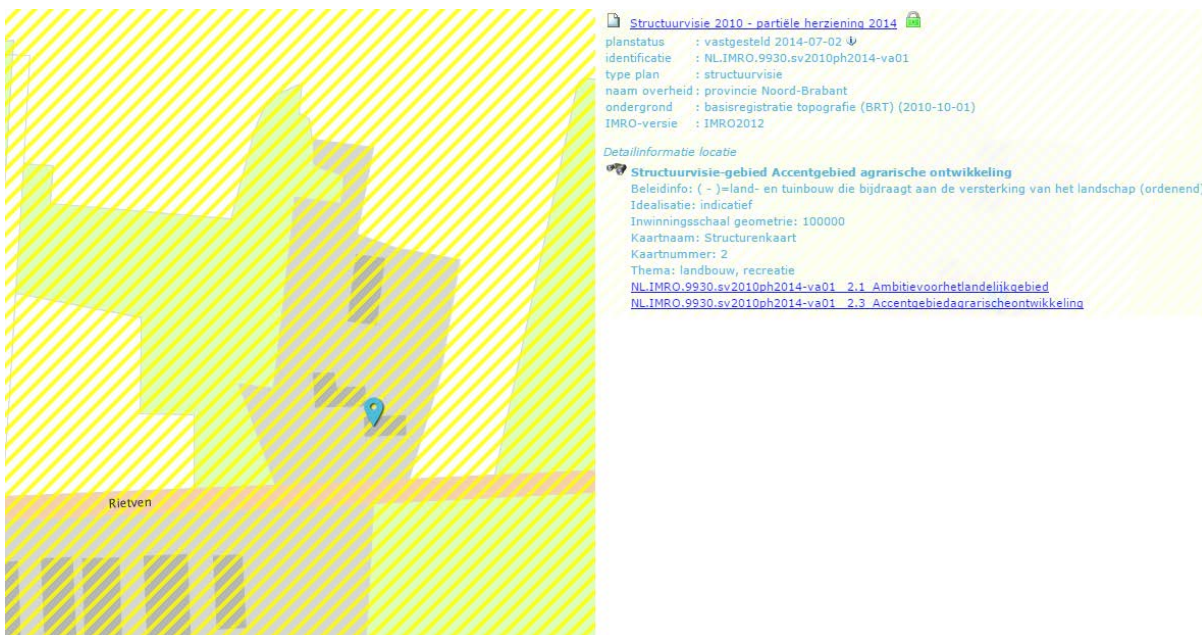 Structuurvisie 2010 - partiële herziening 2014
planstatus : vastgesteld 2014-07-02
identificatie : NL.IMRO.9930.sv2010ph2014-va01
type plan : structuurvisie
naam overheid : provincie Noord-Brabant
ondergrond : basisregistratie topografie (BRT) (2010-10-01)
IMRO-versie : IMRO2012
Detailinformatie locatie
Structuurvisie-gebied Accentgebied agrarische ontwikkeling
Beleidinfo: ( - )=land- en tuinbouw die bijdraagt aan de versterking van het landschap (ordenend)
Idealisatie: indicatief
Inwinningsschaal geometrie: 100000
Kaartnaam: Structurenkaart
Kaartnummer: 2
Thema: landbouw, recreatie
NL.IMRO.9930.sv2010ph2014-va01_2.1_Ambitievoorhetlandelijkgebied
NL.IMRO.9930.sv2010ph2014-va01_2.3_Accentgebiedagrarischeontwikkeling
Rietven